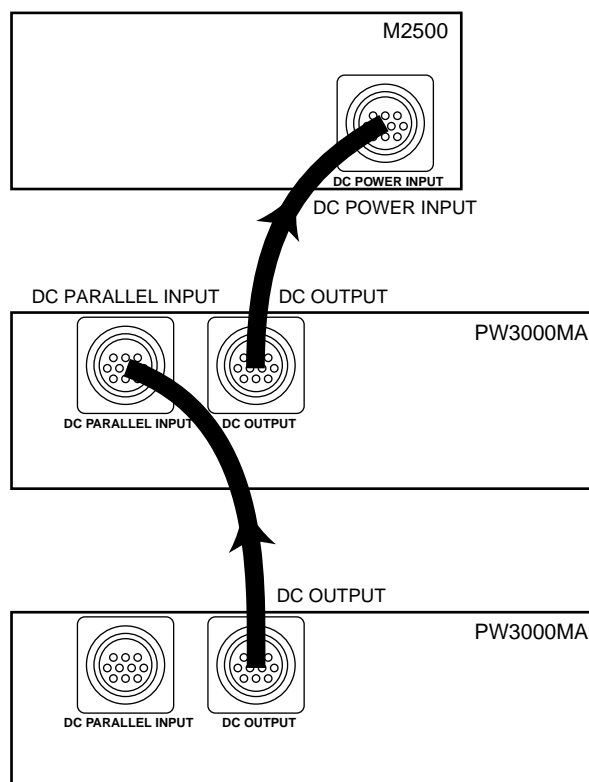 M2500
DC POWER INPUT
DC POWER INPUT
DC PARALLEL INPUT
DC OUTPUT
PW3000MA
DC PARALLEL INPUT
DC OUTPUT
DC OUTPUT
PW3000MA
DC PARALLEL INPUT
DC OUTPUT